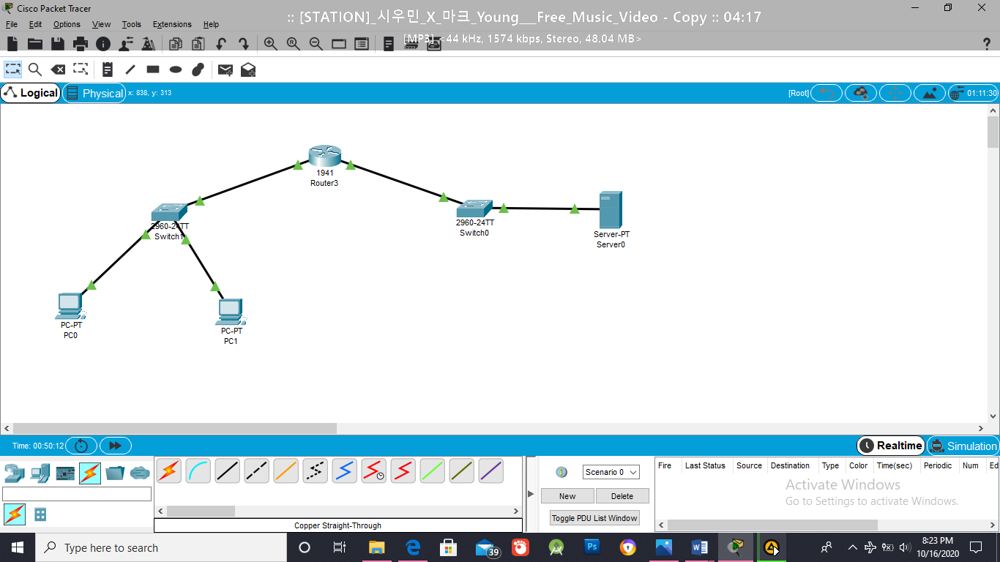 Cisco Packet Tracer
:: [STATION]_시우민_X_마크_Young___Free_Music_Video - Copy :: 04:17
File Edit Options View Tools Extensions Help
[MP3] < 44 kHz, 1574 kbps, Stereo, 48.04 MB >
?
Logical
Physical
x: 838, y: 313
[Root]
01:11:30
1941
Router3
2960-24TT
Switch1
2960-24TT
Switch0
Server-PT
Server0
PC-PT
PC0
PC-PT
PC1
Time: 00:50:12
Realtime
Simulation
Scenario 0
Fire Last Status Source Destination Type Color Time(sec) Periodic Num Ed
New
Delete
Toggle PDU List Window
Activate Windows
Go to Settings to activate Windows.
Copper Straight-Through
Type here to search
39
Ps
8:23 PM
10/16/2020